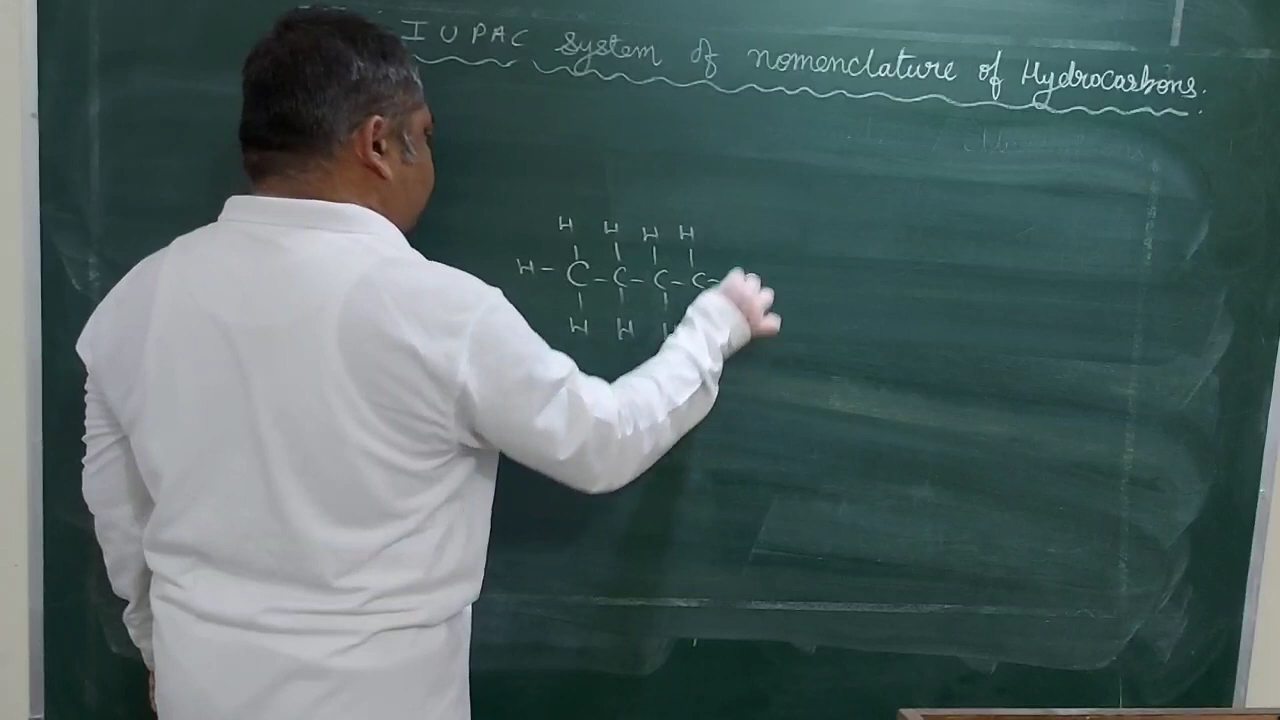 IUPAC system of nomenclature of Hydrocarbons.
H H H H
H-C-C-C-C-
H H H